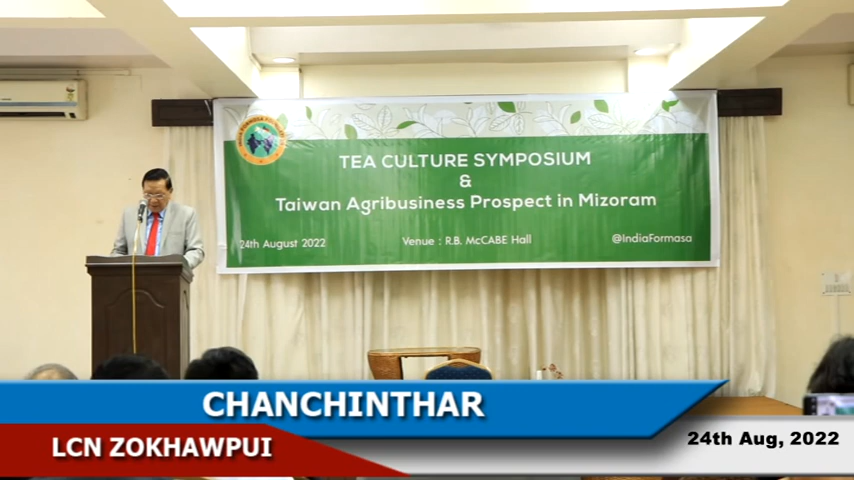 TEA CULTURE SYMPOSIUM
&
Taiwan Agribusiness Prospect in Mizoram
24th August 2022
Venue : R.B. McCABE Hall
@IndiaFormasa
CHANCHINTHAR
LCN ZOKHAWPUI
24th Aug, 2022